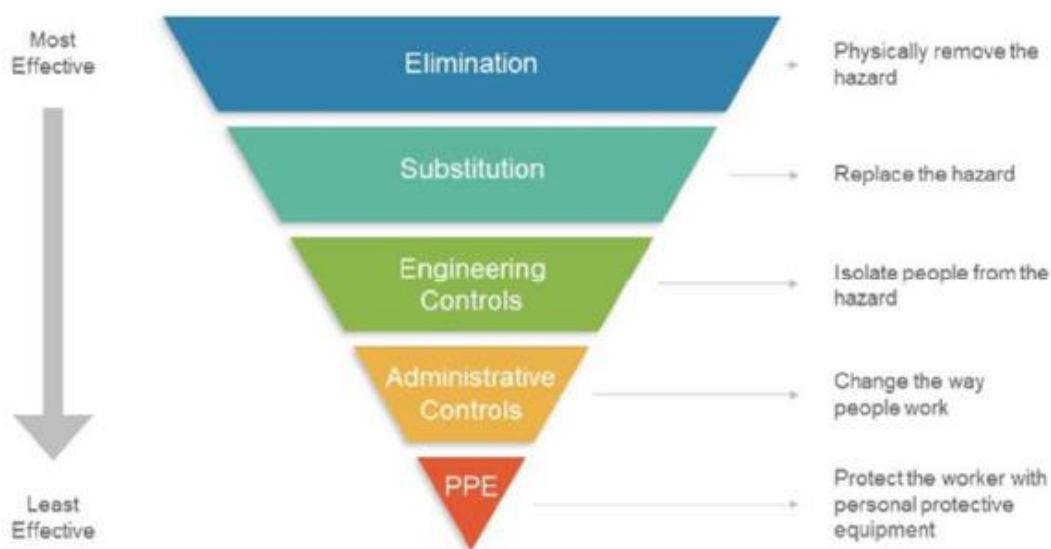 Most
Effective
Elimination
Physically remove the
hazard
Substitution
Replace the hazard
Engineering
Controls
Isolate people from the
hazard
Administrative
Controls
Change the way
people work
PPE
Protect the worker with
personal protective
equipment
Least
Effective